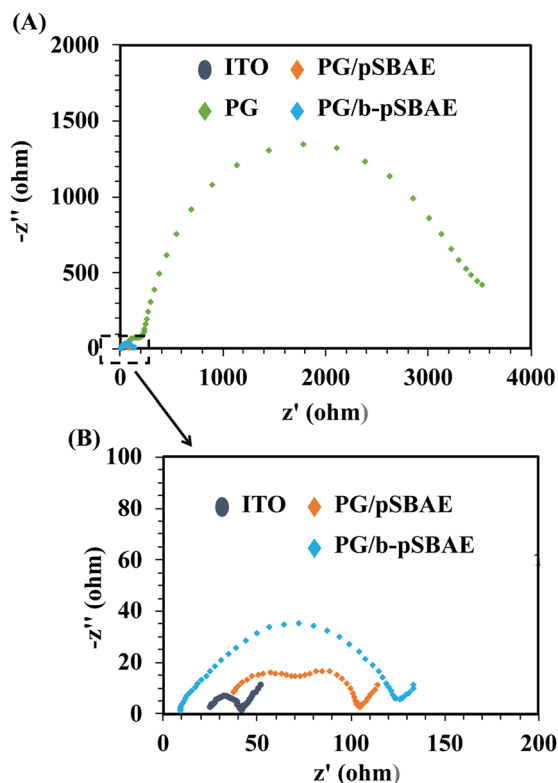 (A)
2000
ITO
PG/pSBAE
PG
PG/b-pSBAE
1500
1000
500
0
-z'' (ohm)
0 1000 2000 3000 4000
z' (ohm)
(B)
100
ITO
PG/pSBAE
PG/b-pSBAE
80
60
40
20
0
-z'' (ohm)
0 50 100 150 200
z' (ohm)